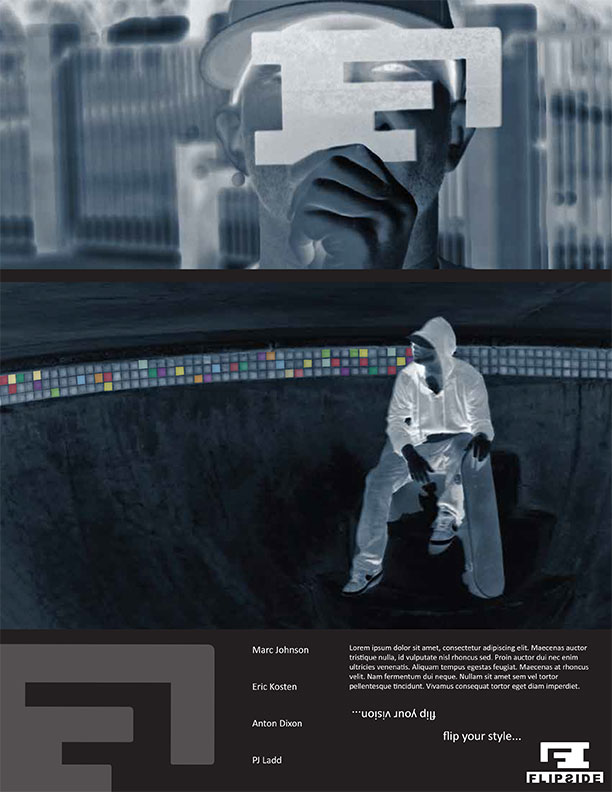 Marc Johnson
Eric Kosten
Anton Dixon
PJ Ladd
Lorem ipsum dolor sit amet, consectetur adipiscing elit. Maecenas auctor
tristique nulla, id vulputate nisl rhoncus sed. Proin auctor dui nec enim
ultricies venenatis. Aliquam tempus egestas feugiat. Maecenas at rhoncus
velit. Nam fermentum dui neque. Nullam sit amet sem vel tortor
pellentesque tincidunt. Vivamus consequat tortor eget diam imperdiet.
flip your vision...
flip your style...
FLIPSIDE